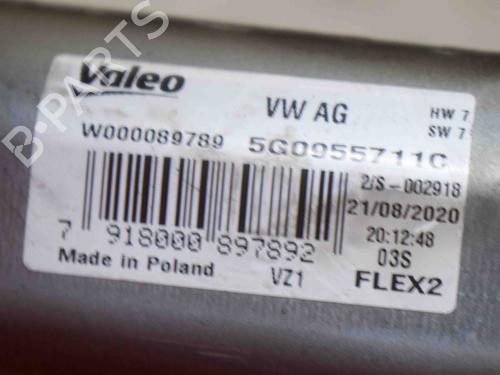 B-PARTS
Valeo
VW AG
HW 7
SW 7
W000089789
5G0955711C
2/S-002918
21/08/2020
20:12:48
7 918000 897892
03S
Made in Poland
VZ1
FLEX2